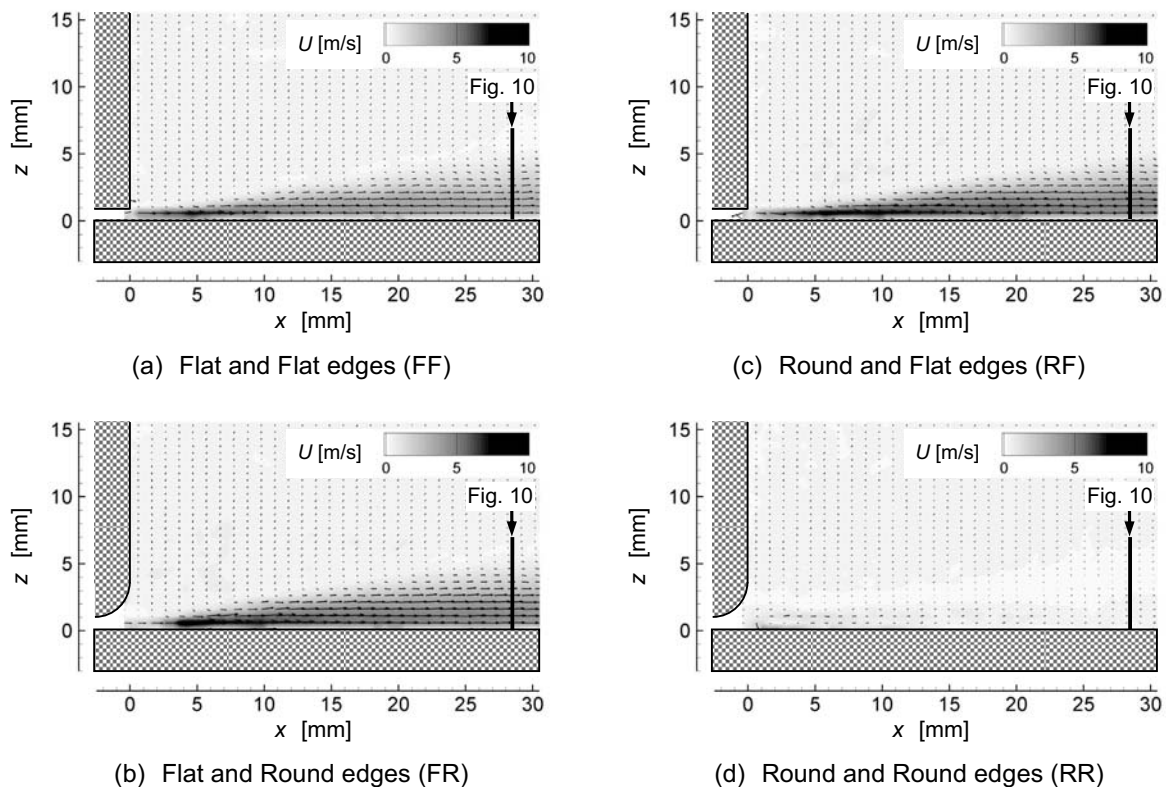 15
10
5
0
z [mm]
U [m/s]
0 5 10
Fig. 10
0 5 10 15 20 25 30
x [mm]
(a) Flat and Flat edges (FF)
15
10
5
0
z [mm]
U [m/s]
0 5 10
Fig. 10
0 5 10 15 20 25 30
x [mm]
(c) Round and Flat edges (RF)
15
10
5
0
z [mm]
U [m/s]
0 5 10
Fig. 10
0 5 10 15 20 25 30
x [mm]
(b) Flat and Round edges (FR)
15
10
5
0
z [mm]
U [m/s]
0 5 10
Fig. 10
0 5 10 15 20 25 30
x [mm]
(d) Round and Round edges (RR)